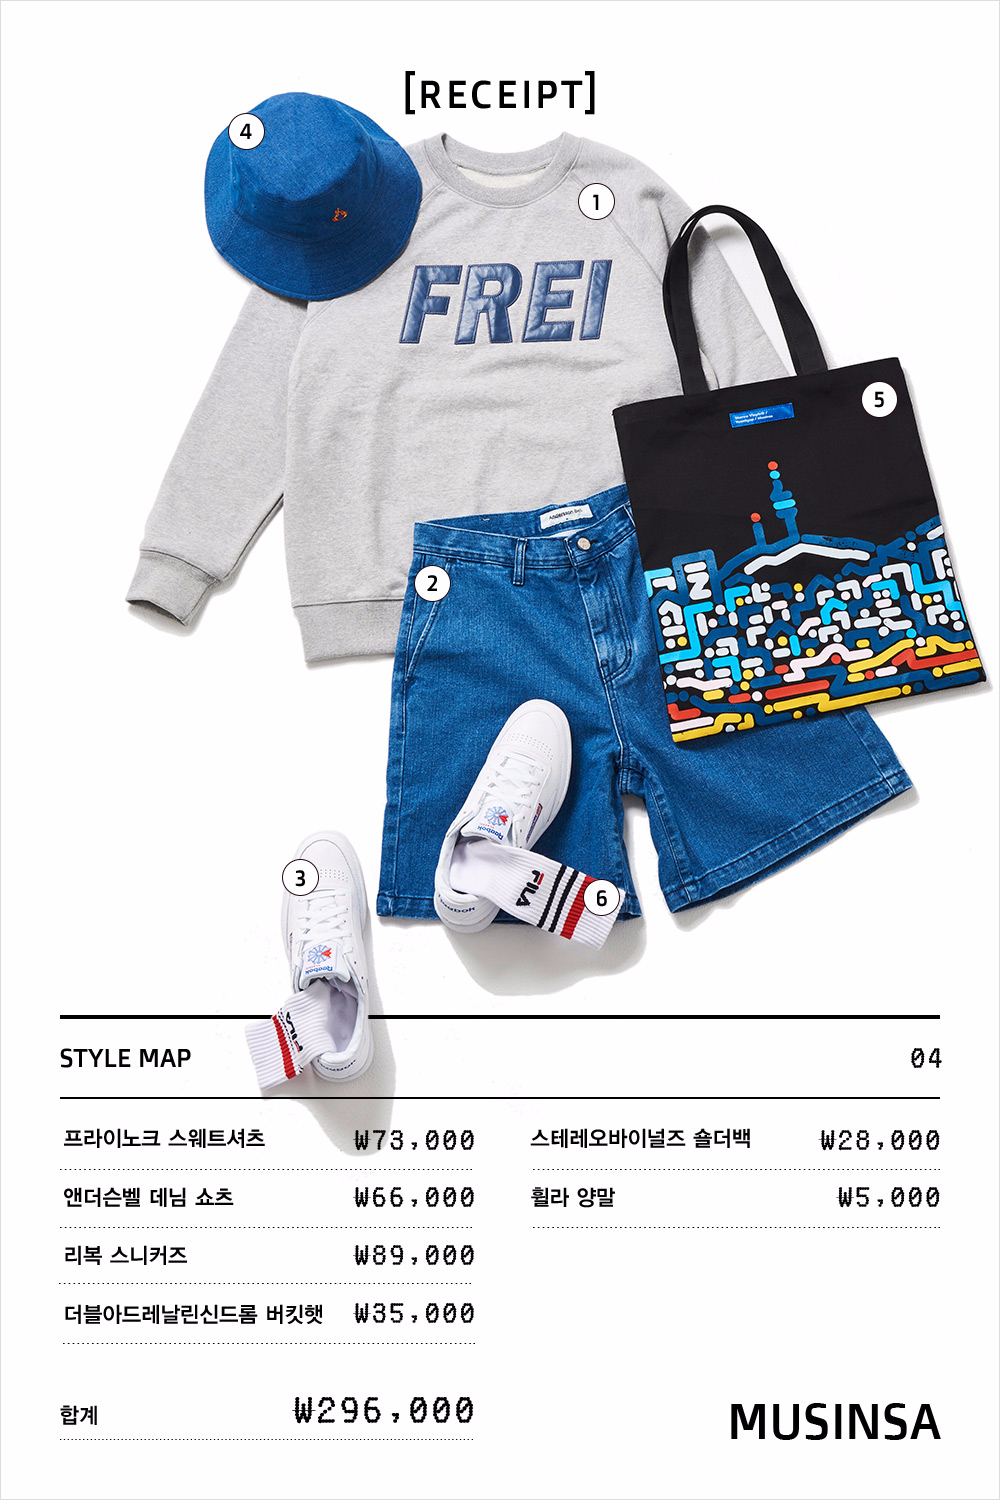 [RECEIPT]
4
1
FREI
5
2
3
Reebok
Reebok
FILA
6
STYLE MAP 04
프라이노크 스웨트셔츠 ₩73,000
앤더슨벨 데님 쇼츠 ₩66,000
리복 스니커즈 ₩89,000
더블아드레날린신드롬 버킷햇 ₩35,000
스테레오바이널즈 숄더백 ₩28,000
휠라 양말 ₩5,000
합계 ₩296,000
MUSINSA